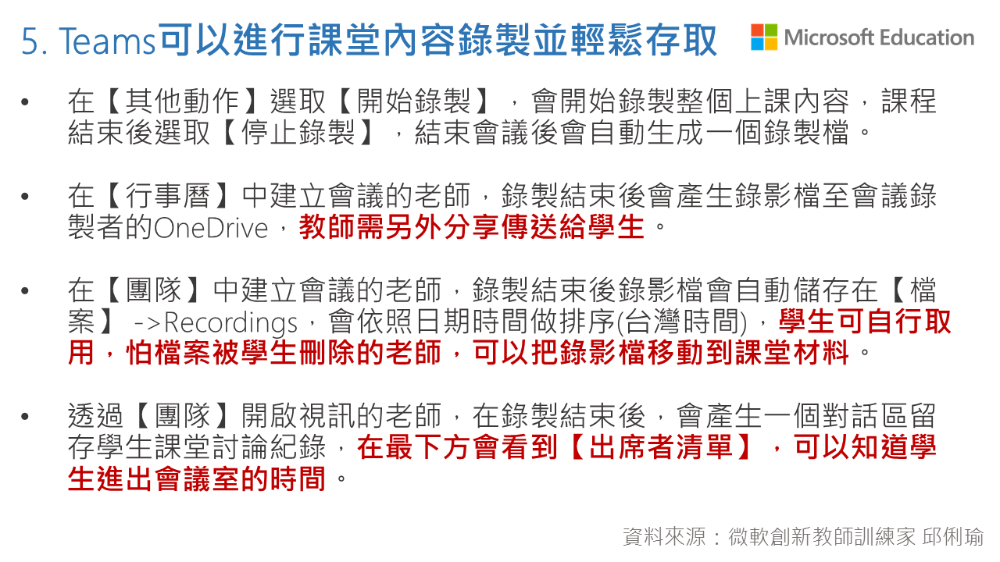 5. Teams可以進行課堂內容錄製並輕鬆存取
Microsoft Education
• 在【其他動作】選取【開始錄製】，會開始錄製整個上課內容，課程
結束後選取【停止錄製】，結束會議後會自動生成一個錄製檔。
• 在【行事曆】中建立會議的老師，錄製結束後會產生錄影檔至會議錄
製者的OneDrive，教師需另外分享傳送給學生。
• 在【團隊】中建立會議的老師，錄製結束後錄影檔會自動儲存在【檔
案】->Recordings，會依照日期時間做排序(台灣時間)，學生可自行取
用，怕檔案被學生刪除的老師，可以把錄影檔移動到課堂材料。
• 透過【團隊】開啟視訊的老師，在錄製結束後，會產生一個對話區留
存學生課堂討論紀錄，在最下方會看到【出席者清單】，可以知道學
生進出會議室的時間。
資料來源：微軟創新教師訓練家 邱俐瑜